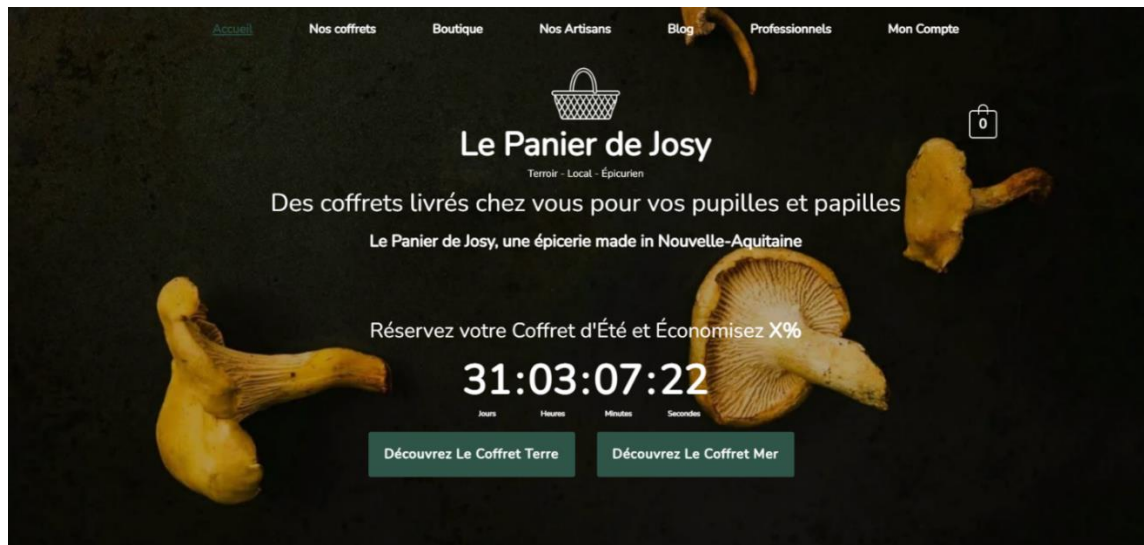 Accueil Nos coffrets Boutique Nos Artisans Blog Professionnels Mon Compte
0
Le Panier de Josy
Terroir - Local - Épicurien
Des coffrets livrés chez vous pour vos pupilles et papilles
Le Panier de Josy, une épicerie made in Nouvelle-Aquitaine
Réservez votre Coffret d'Été et Économisez X%
31:03:07:22
Jours Heures Minutes Secondes
Découvrez Le Coffret Terre Découvrez Le Coffret Mer